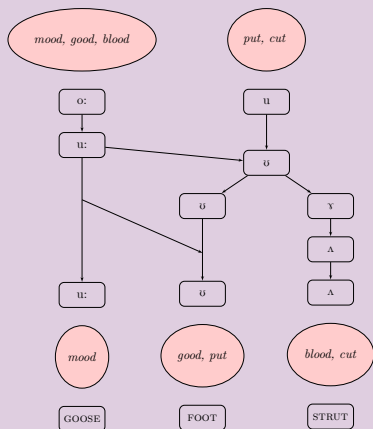 mood, good, blood
put, cut
o:
u
u:
ʊ
ʊ
ɤ
ʌ
u:
ʊ
ʌ
mood
good, put
blood, cut
GOOSE
FOOT
STRUT